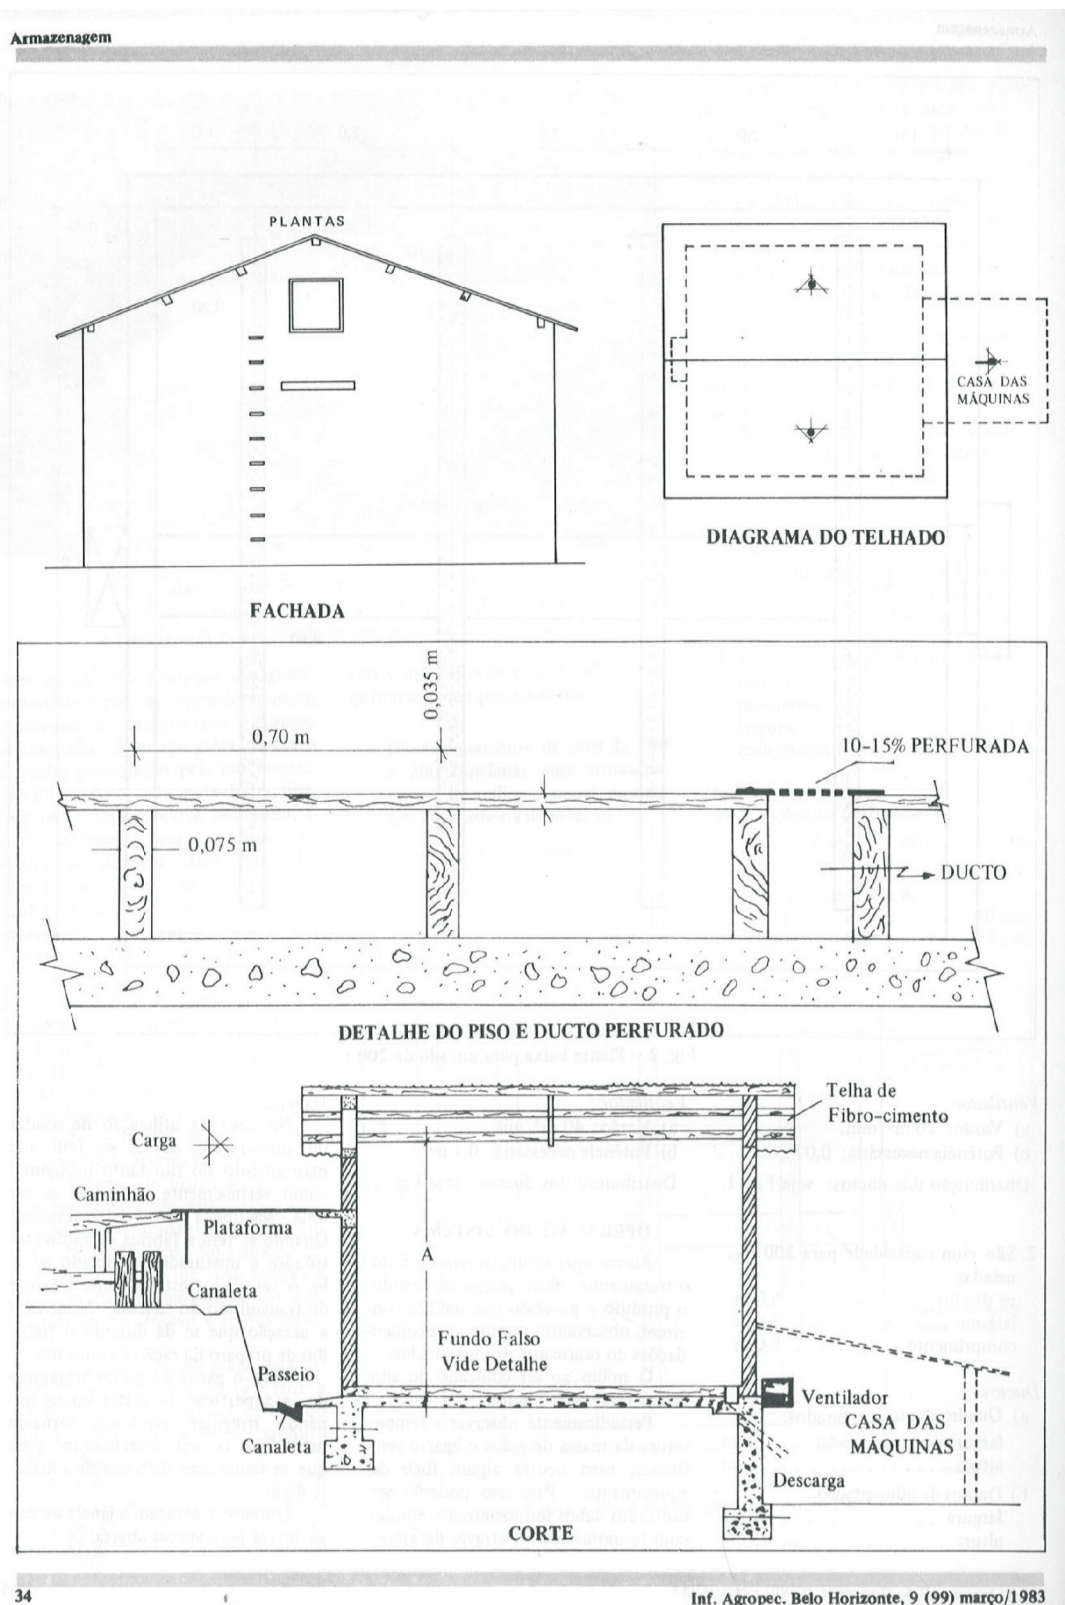 Armazenagem
PLANTAS
CASA DAS
MÁQUINAS
DIAGRAMA DO TELHADO
FACHADA
0,035 m
0,70 m
10-15% PERFURADA
0,075 m
DUCTO
DETALHE DO PISO E DUCTO PERFURADO
Telha de
Fibro-cimento
Carga
Caminhão
Plataforma
A
Canaleta
Fundo Falso
Vide Detalhe
Passeio
Ventilador
CASA DAS
MÁQUINAS
Canaleta
Descarga
CORTE
34
Inf. Agropec. Belo Horizonte, 9 (99) março/1983